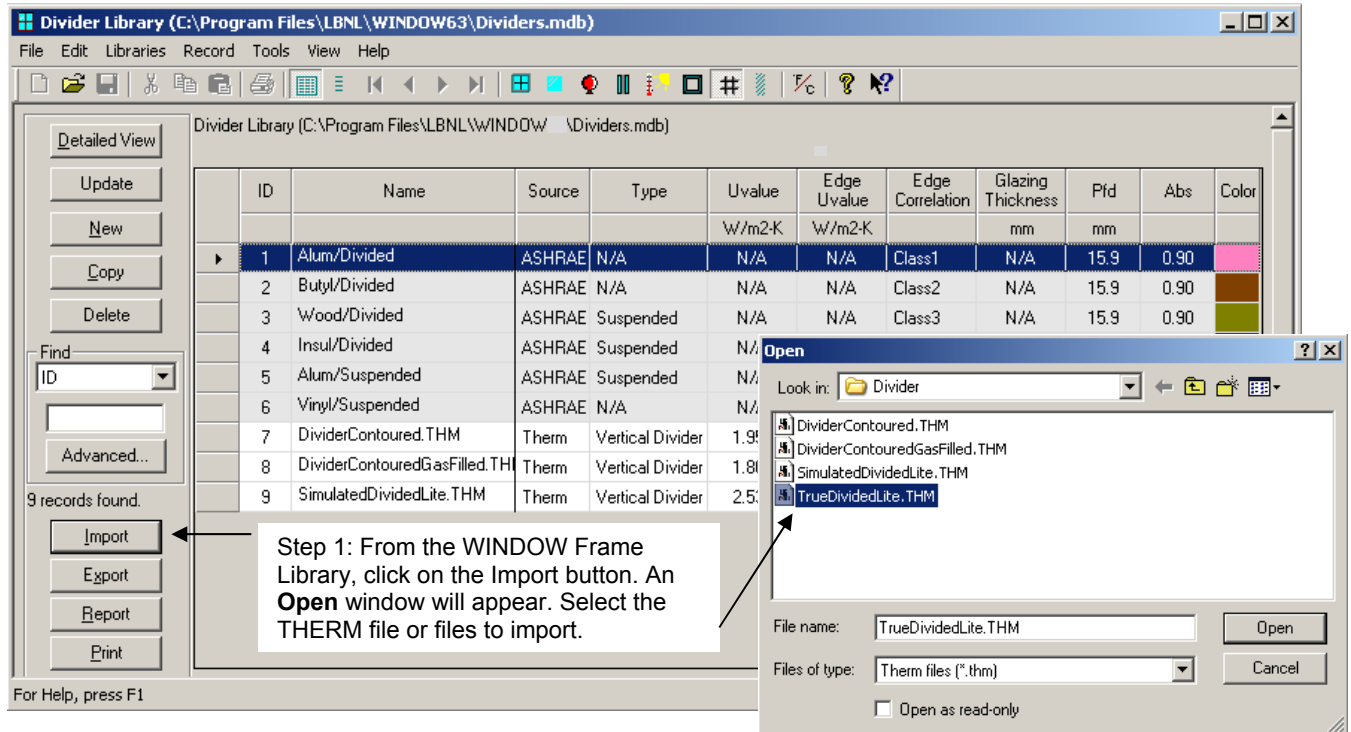 Divider Library (C:\Program Files\LBNL\WINDOW63\Dividers.mdb)
File Edit Libraries Record Tools View Help
Divider Library (C:\Program Files\LBNL\WINDOW \Dividers.mdb)
Detailed View
Update
New
Copy
Delete
Find
ID
Advanced...
9 records found.
Import
Export
Report
Print
ID Name Source Type Uvalue Edge Uvalue Edge Correlation Glazing Thickness Pfd Abs Color
W/m2-K W/m2-K mm mm
1 Alum/Divided ASHRAE N/A N/A N/A Class1 N/A 15.9 0.90
2 Butyl/Divided ASHRAE N/A N/A N/A Class2 N/A 15.9 0.90
3 Wood/Divided ASHRAE Suspended N/A N/A Class3 N/A 15.9 0.90
4 Insul/Divided ASHRAE Suspended
5 Alum/Suspended ASHRAE Suspended
6 Vinyl/Suspended ASHRAE N/A
7 DividerContoured.THM Therm Vertical Divider
8 DividerContouredGasFilled.TH Therm Vertical Divider
9 SimulatedDividedLite.THM Therm Vertical Divider
Step 1: From the WINDOW Frame
Library, click on the Import button. An
Open window will appear. Select the
THERM file or files to import.
Open
Look in: Divider
DividerContoured.THM
DividerContouredGasFilled.THM
SimulatedDividedLite.THM
TrueDividedLite.THM
File name: TrueDividedLite.THM Open
Files of type: Therm files (*.thm) Cancel
Open as read-only
For Help, press F1